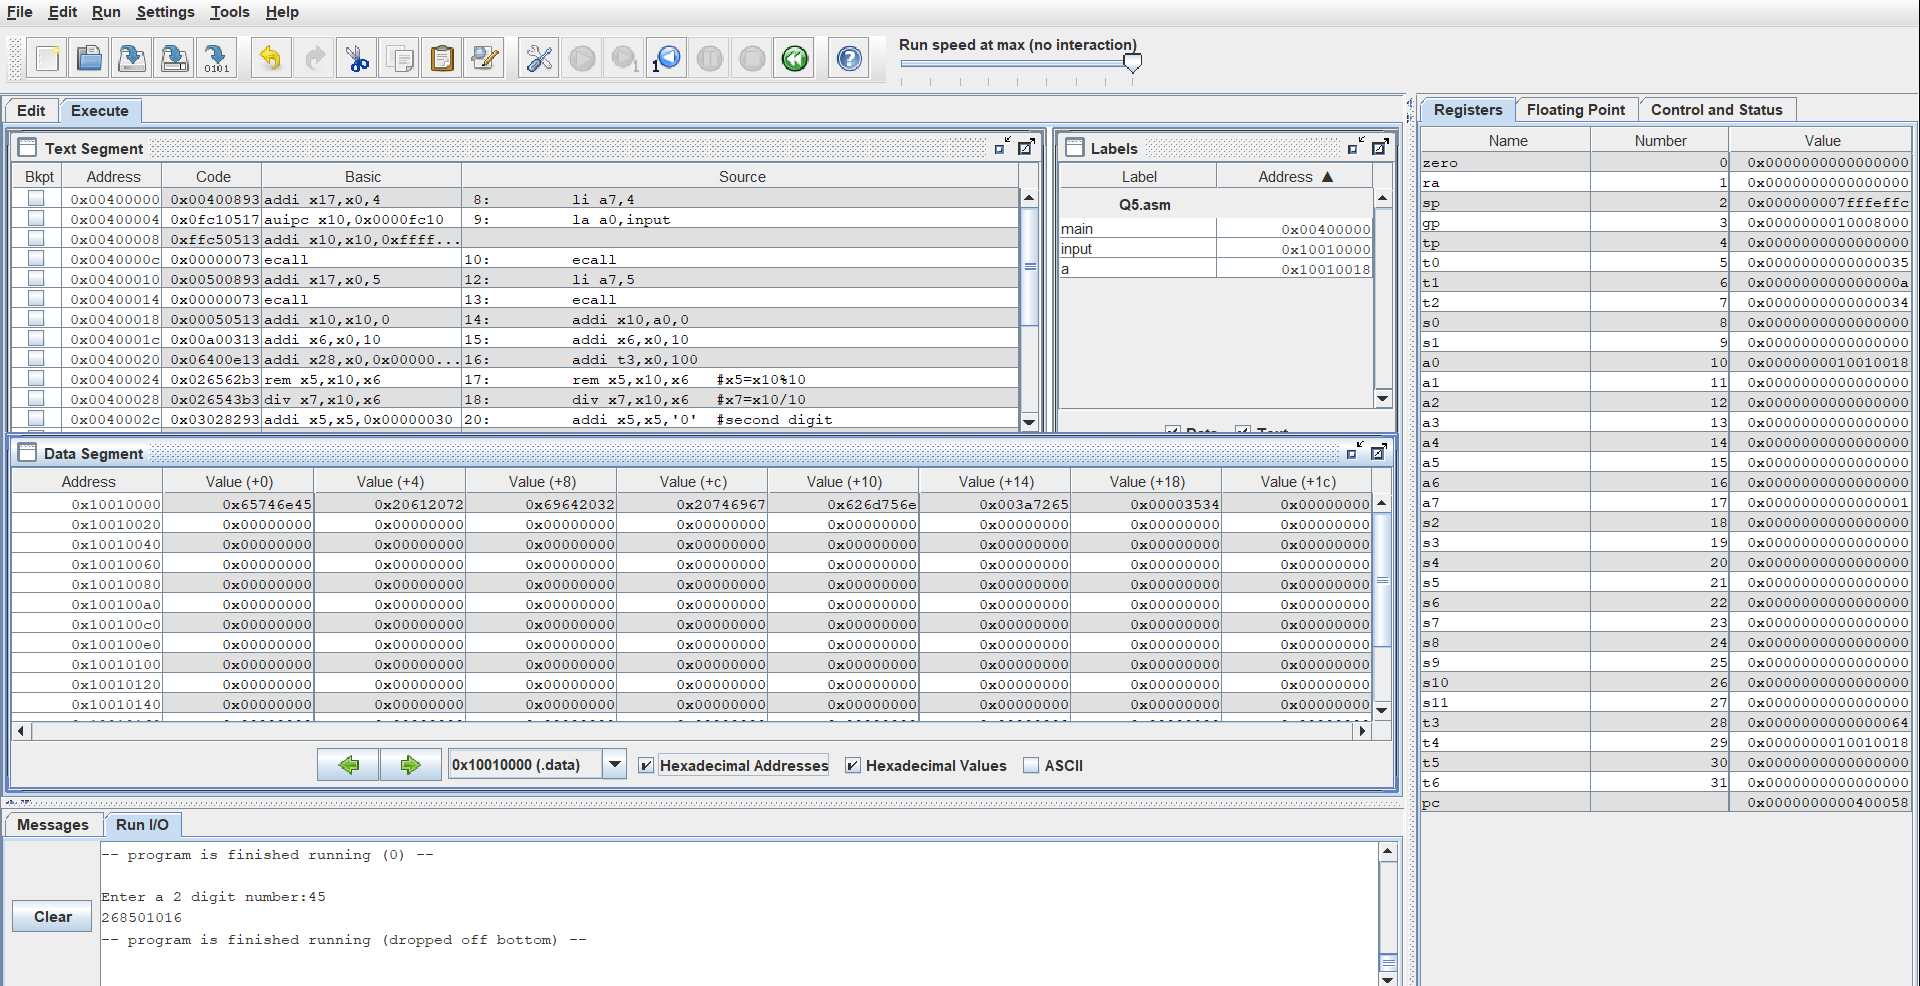 File Edit Run Settings Tools Help
Run speed at max (no interaction)
Edit Execute
Text Segment
Bkpt Address Code Basic Source
0x00400000 0x00400893 addi x17,x0,4 8: li a7,4
0x00400004 0x0fc10517 auipc x10,0x0000fc10 9: la a0,input
0x00400008 0xffc50513 addi x10,x10,0xffff...
0x0040000c 0x00000073 ecall 10: ecall
0x00400010 0x00500893 addi x17,x0,5 12: li a7,5
0x00400014 0x00000073 ecall 13: ecall
0x00400018 0x00050513 addi x10,x10,0 14: addi x10,a0,0
0x0040001c 0x00a00313 addi x6,x0,10 15: addi x6,x0,10
0x00400020 0x06400e13 addi x28,x0,0x00000... 16: addi t3,x0,100
0x00400024 0x026562b3 rem x5,x10,x6 17: rem x5,x10,x6 #x5=x10%10
0x00400028 0x026543b3 div x7,x10,x6 18: div x7,x10,x6 #x7=x10/10
0x0040002c 0x03028293 addi x5,x5,0x00000030 20: addi x5,x5,'0' #second digit
Labels
Label Address ▲
Q5.asm
main 0x00400000
input 0x10010000
a 0x10010018
Data Text
Data Segment
Address Value (+0) Value (+4) Value (+8) Value (+c) Value (+10) Value (+14) Value (+18) Value (+1c)
0x10010000 0x65746e45 0x20612072 0x69642032 0x20746967 0x626d756e 0x003a7265 0x00003534 0x00000000
0x10010020 0x00000000 0x00000000 0x00000000 0x00000000 0x00000000 0x00000000 0x00000000 0x00000000
0x10010040 0x00000000 0x00000000 0x00000000 0x00000000 0x00000000 0x00000000 0x00000000 0x00000000
0x10010060 0x00000000 0x00000000 0x00000000 0x00000000 0x00000000 0x00000000 0x00000000 0x00000000
0x10010080 0x00000000 0x00000000 0x00000000 0x00000000 0x00000000 0x00000000 0x00000000 0x00000000
0x100100a0 0x00000000 0x00000000 0x00000000 0x00000000 0x00000000 0x00000000 0x00000000 0x00000000
0x100100c0 0x00000000 0x00000000 0x00000000 0x00000000 0x00000000 0x00000000 0x00000000 0x00000000
0x100100e0 0x00000000 0x00000000 0x00000000 0x00000000 0x00000000 0x00000000 0x00000000 0x00000000
0x10010100 0x00000000 0x00000000 0x00000000 0x00000000 0x00000000 0x00000000 0x00000000 0x00000000
0x10010120 0x00000000 0x00000000 0x00000000 0x00000000 0x00000000 0x00000000 0x00000000 0x00000000
0x10010140 0x00000000 0x00000000 0x00000000 0x00000000 0x00000000 0x00000000 0x00000000 0x00000000
0x10010000 (.data) Hexadecimal Addresses Hexadecimal Values ASCII
Messages Run I/O
Clear
-- program is finished running (0) --
Enter a 2 digit number:45
268501016
-- program is finished running (dropped off bottom) --
Registers Floating Point Control and Status
Name Number Value
zero 0 0x0000000000000000
ra 1 0x0000000000000000
sp 2 0x000000007fffeffc
gp 3 0x0000000010008000
tp 4 0x0000000000000000
t0 5 0x0000000000000035
t1 6 0x000000000000000a
t2 7 0x0000000000000034
s0 8 0x0000000000000000
s1 9 0x0000000000000000
a0 10 0x0000000010010018
a1 11 0x0000000000000000
a2 12 0x0000000000000000
a3 13 0x0000000000000000
a4 14 0x0000000000000000
a5 15 0x0000000000000000
a6 16 0x0000000000000000
a7 17 0x0000000000000001
s2 18 0x0000000000000000
s3 19 0x0000000000000000
s4 20 0x0000000000000000
s5 21 0x0000000000000000
s6 22 0x0000000000000000
s7 23 0x0000000000000000
s8 24 0x0000000000000000
s9 25 0x0000000000000000
s10 26 0x0000000000000000
s11 27 0x0000000000000000
t3 28 0x0000000000000064
t4 29 0x0000000010010018
t5 30 0x0000000000000000
t6 31 0x0000000000000000
pc 0x0000000000400058